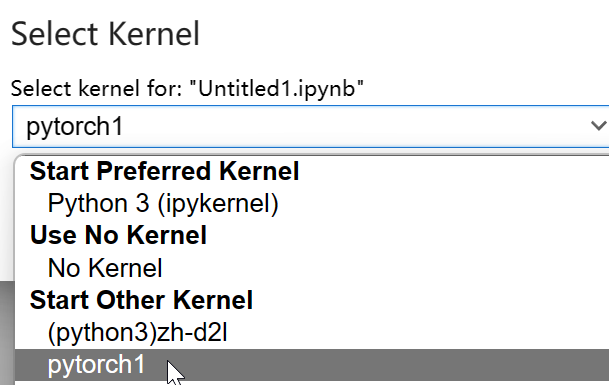 Select Kernel
Select kernel for: "Untitled1.ipynb"
pytorch1
Start Preferred Kernel
Python 3 (ipykernel)
Use No Kernel
No Kernel
Start Other Kernel
(python3)zh-d2l
pytorch1